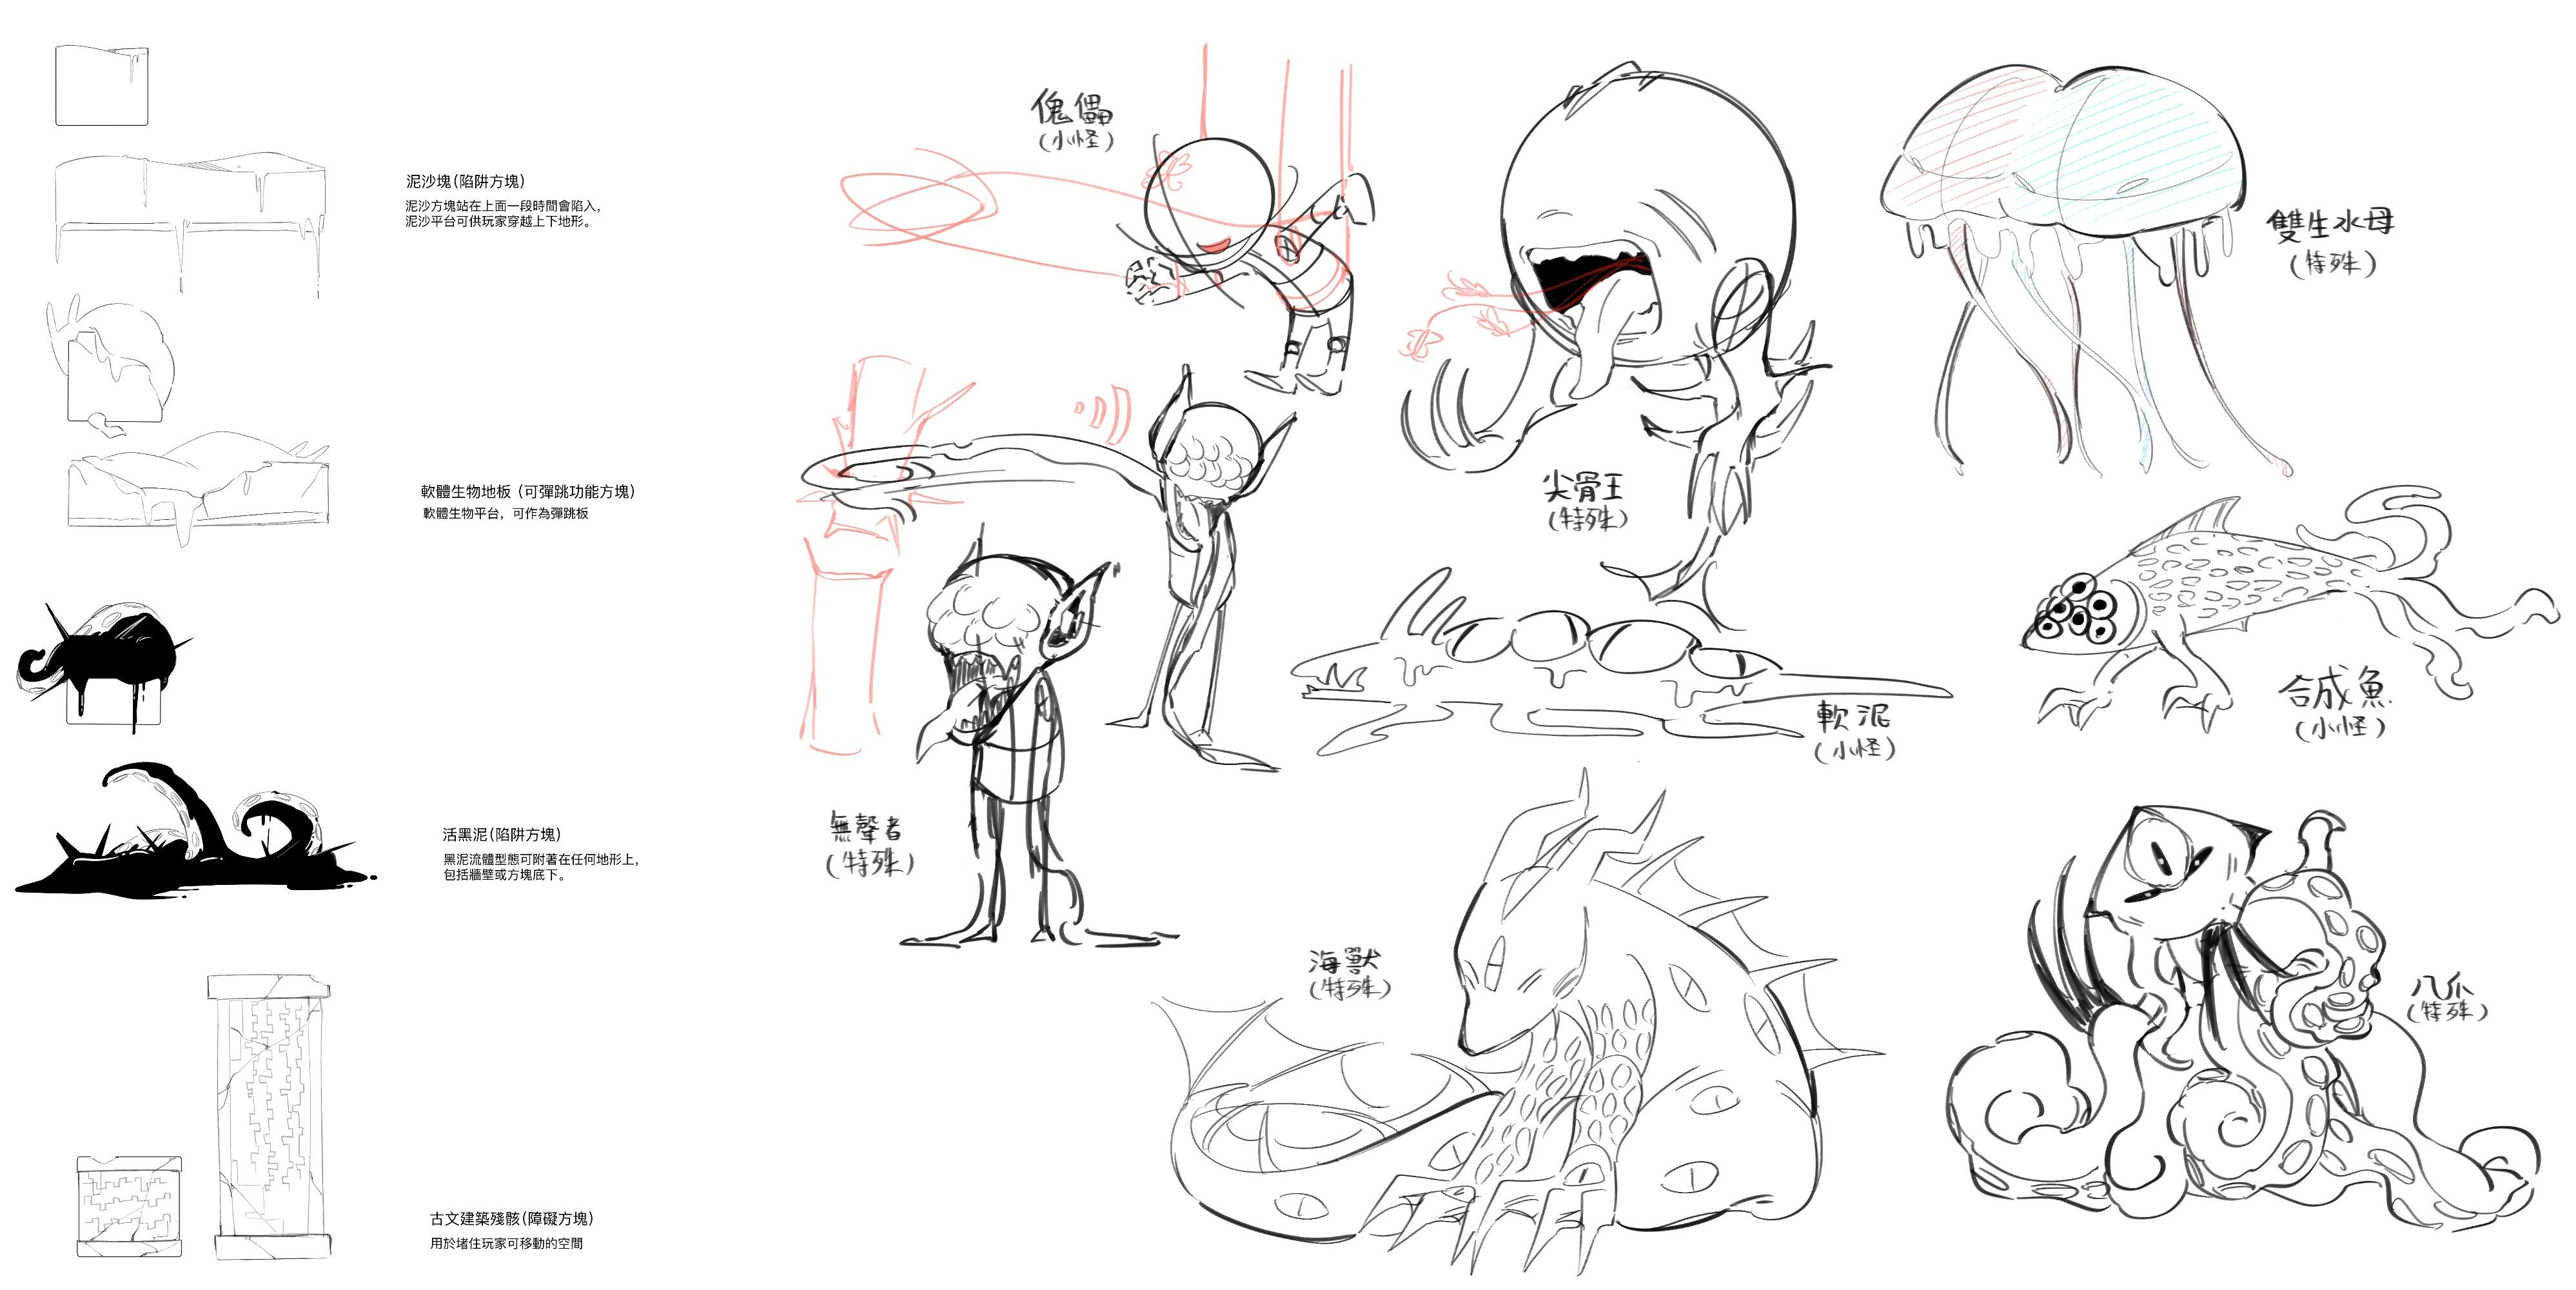 泥沙塊(陷阱方塊)
泥沙方塊站在上面一段時間會陷入，
泥沙平台可供玩家穿越上下地形。
軟體生物地板 (可彈跳功能方塊)
軟體生物平台，可作為彈跳板
活黑泥(陷阱方塊)
黑泥流體型態可附著在任何地形上，
包括牆壁或方塊底下。
古文建築殘骸(障礙方塊)
用於堵住玩家可移動的空間
傀儡
(小怪)
尖骨王
(特殊)
雙生水母
(特殊)
無聲者
(特殊)
軟泥
(小怪)
合成魚
(小怪)
海獸
(特殊)
八爪
(特殊)